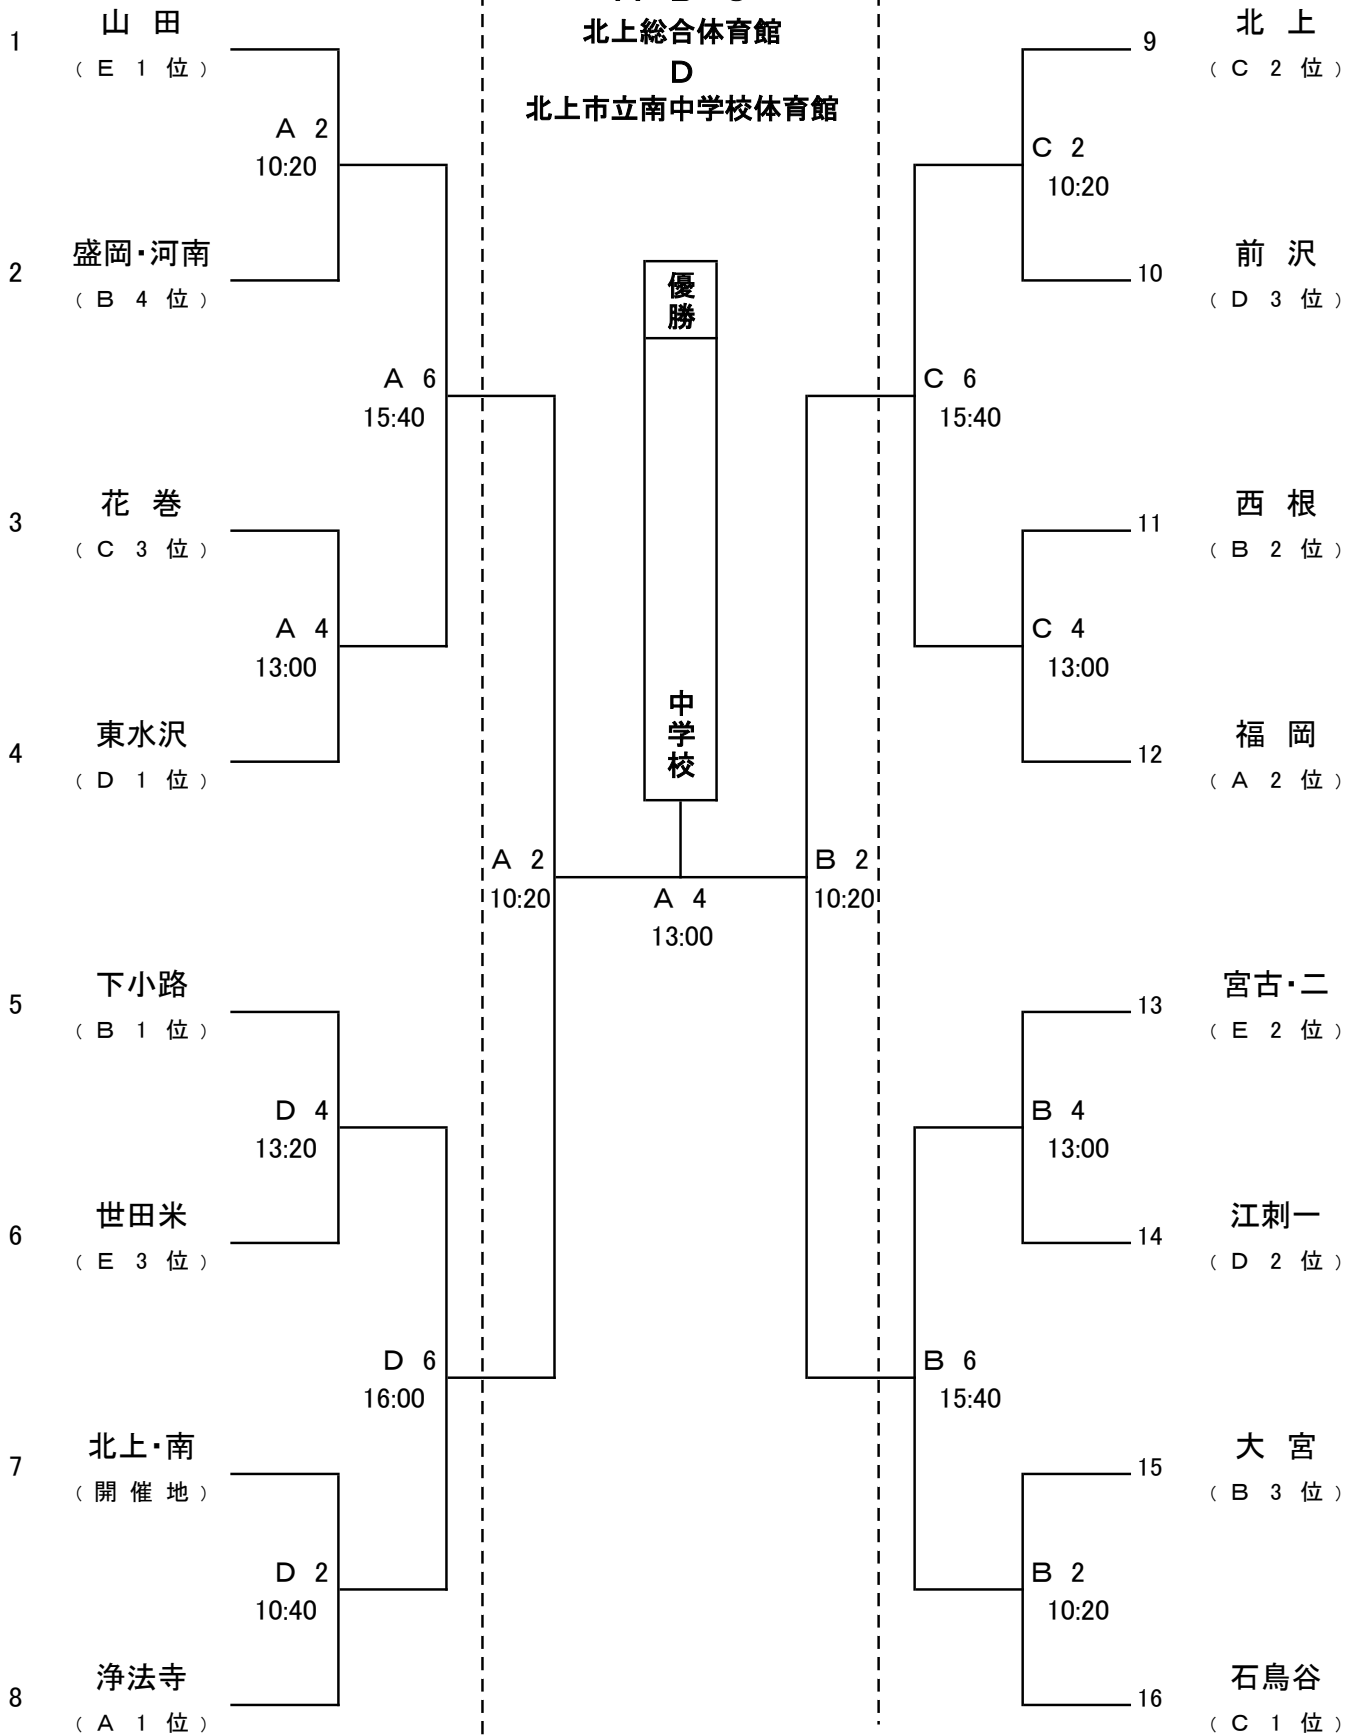 北上総合体育館
D
北上市立南中学校体育館
1
山 田
（ E 1 位 ）
A 2
10:20
2
盛岡・河南
（ B 4 位 ）
A 6
15:40
3
花 巻
（ C 3 位 ）
A 4
13:00
4
東水沢
（ D 1 位 ）
A 2
10:20
5
下小路
（ B 1 位 ）
D 4
13:20
6
世田米
（ E 3 位 ）
D 6
16:00
7
北上・南
（ 開 催 地 ）
D 2
10:40
8
浄法寺
（ A 1 位 ）
優勝
中学校
A 4
13:00
9
北 上
（ C 2 位 ）
C 2
10:20
10
前 沢
（ D 3 位 ）
C 6
15:40
11
西 根
（ B 2 位 ）
C 4
13:00
12
福 岡
（ A 2 位 ）
B 2
10:20
13
宮古・二
（ E 2 位 ）
B 4
13:00
14
江刺一
（ D 2 位 ）
B 6
15:40
15
大 宮
（ B 3 位 ）
B 2
10:20
16
石鳥谷
（ C 1 位 ）